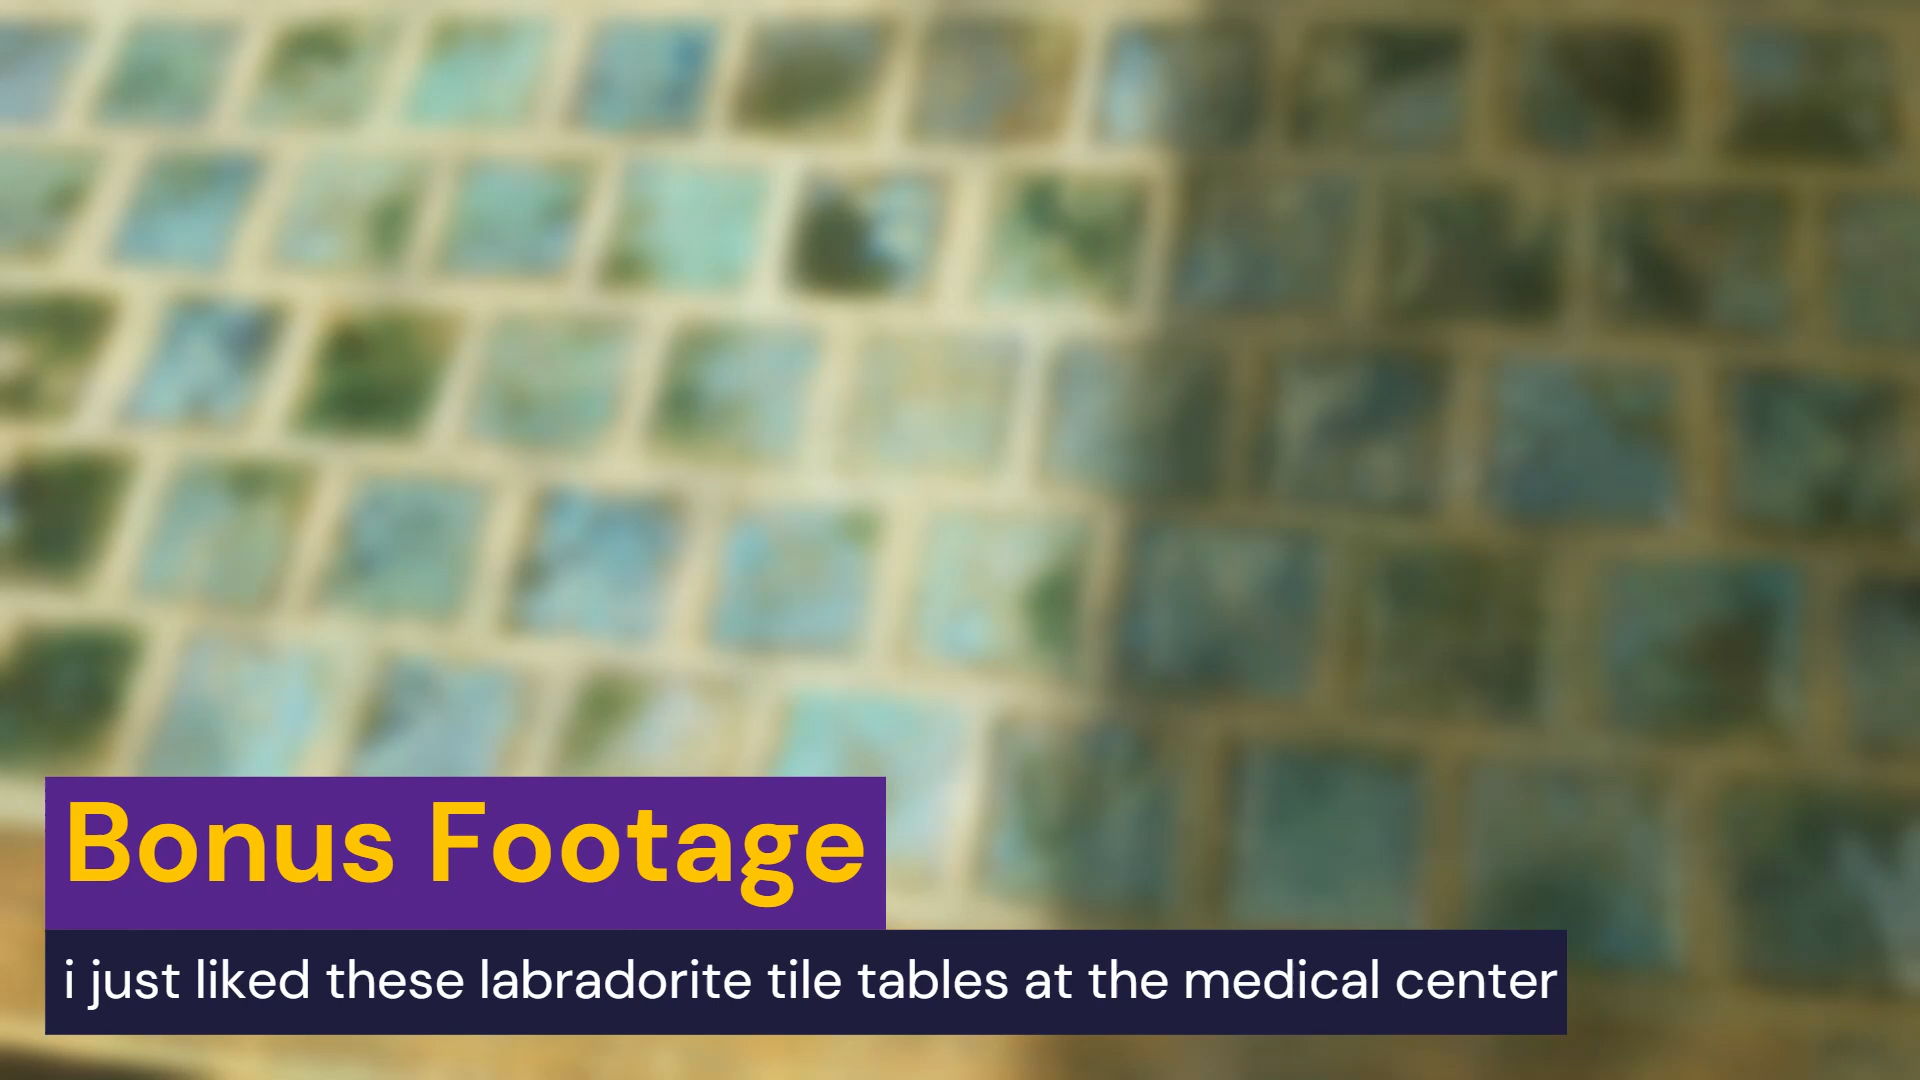 Bonus Footage
i just liked these labradorite tile tables at the medical center